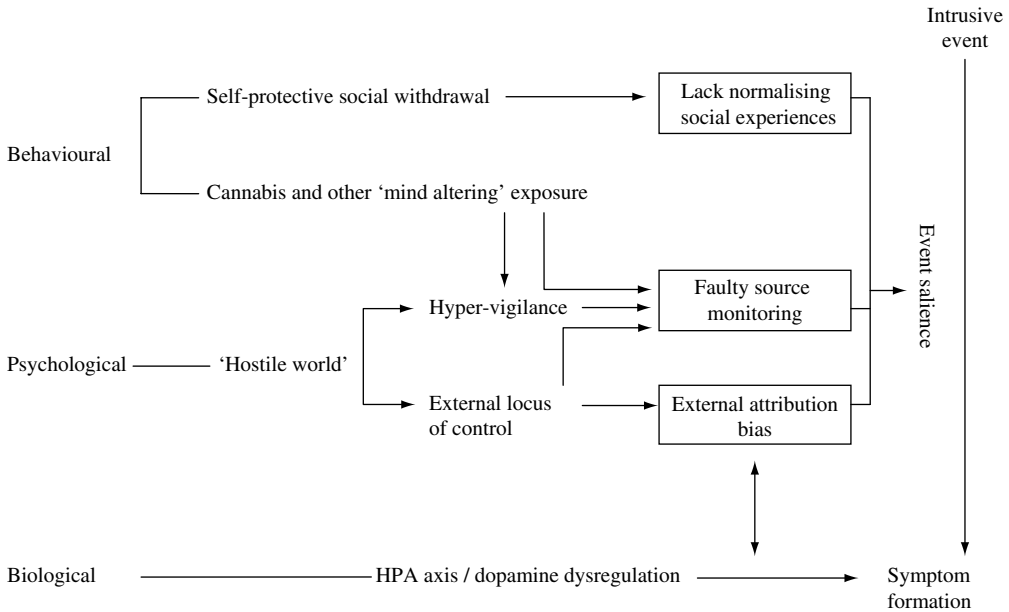 Intrusive
event
Self-protective social withdrawal
Lack normalising
social experiences
Behavioural
Cannabis and other ‘mind altering’ exposure
Event salience
Hyper-vigilance
Faulty source
monitoring
Psychological
‘Hostile world’
External locus
of control
External attribution
bias
Biological
HPA axis / dopamine dysregulation
Symptom
formation